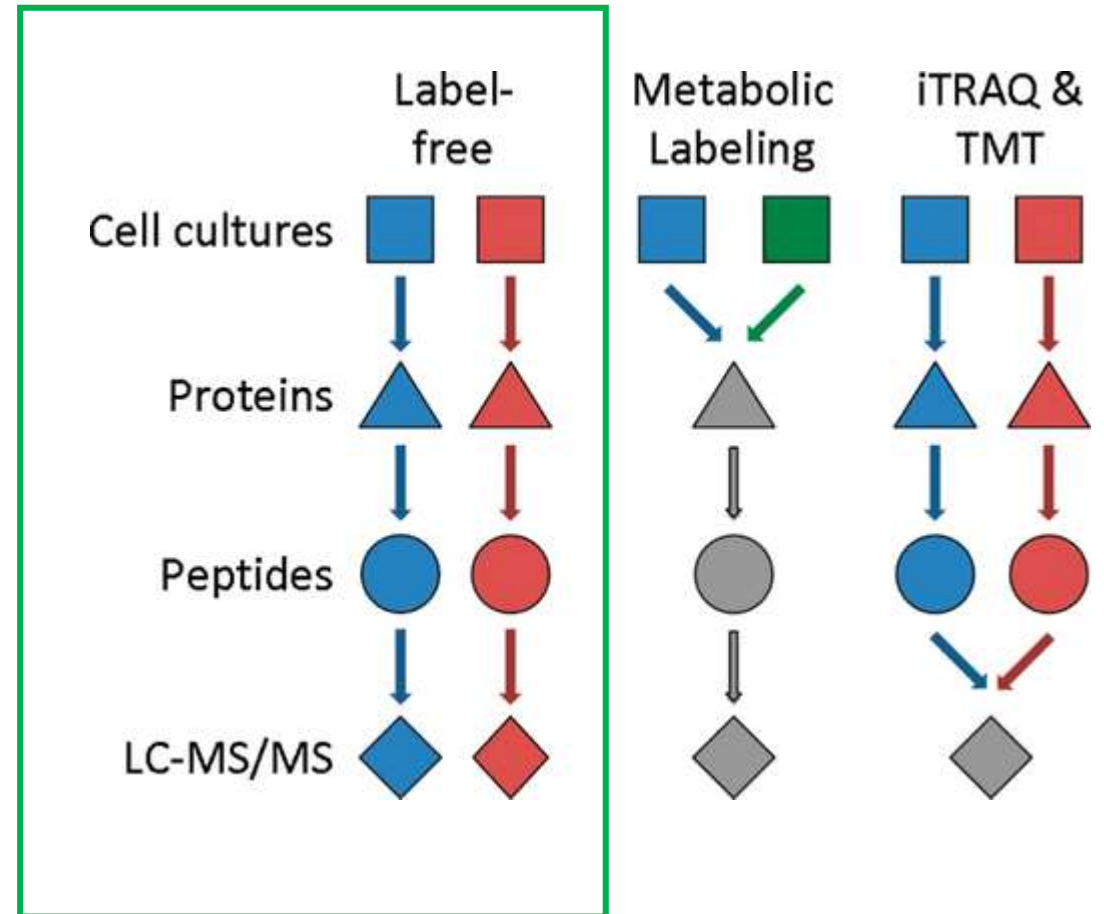 Label-
free
Metabolic
Labeling
iTRAQ &
TMT
Cell cultures
Proteins
Peptides
LC-MS/MS